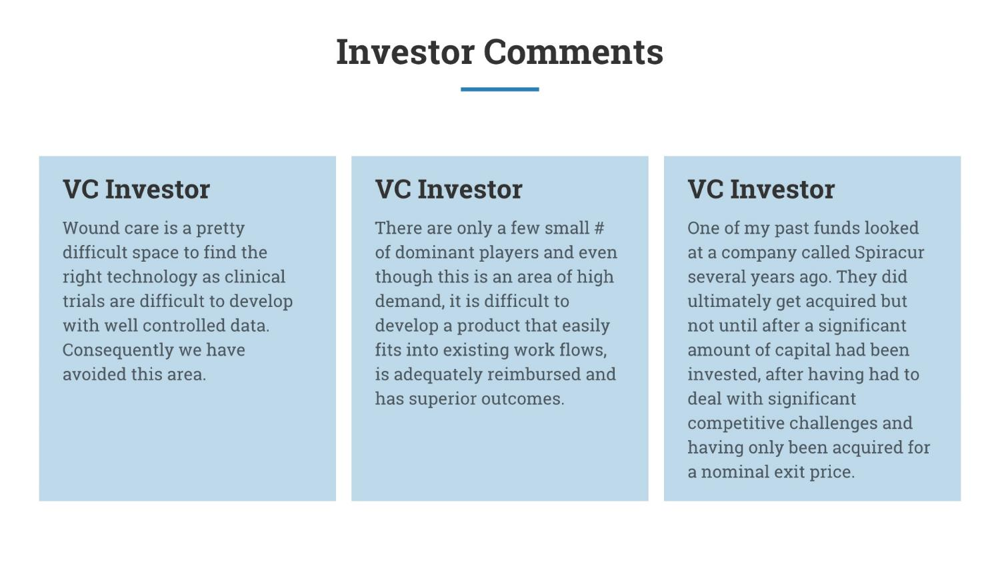 Investor Comments
VC Investor
Wound care is a pretty
difficult space to find the
right technology as clinical
trials are difficult to develop
with well controlled data.
Consequently we have
avoided this area.
VC Investor
There are only a few small #
of dominant players and even
though this is an area of high
demand, it is difficult to
develop a product that easily
fits into existing work flows,
is adequately reimbursed and
has superior outcomes.
VC Investor
One of my past funds looked
at a company called Spiracur
several years ago. They did
ultimately get acquired but
not until after a significant
amount of capital had been
invested, after having had to
deal with significant
competitive challenges and
having only been acquired for
a nominal exit price.